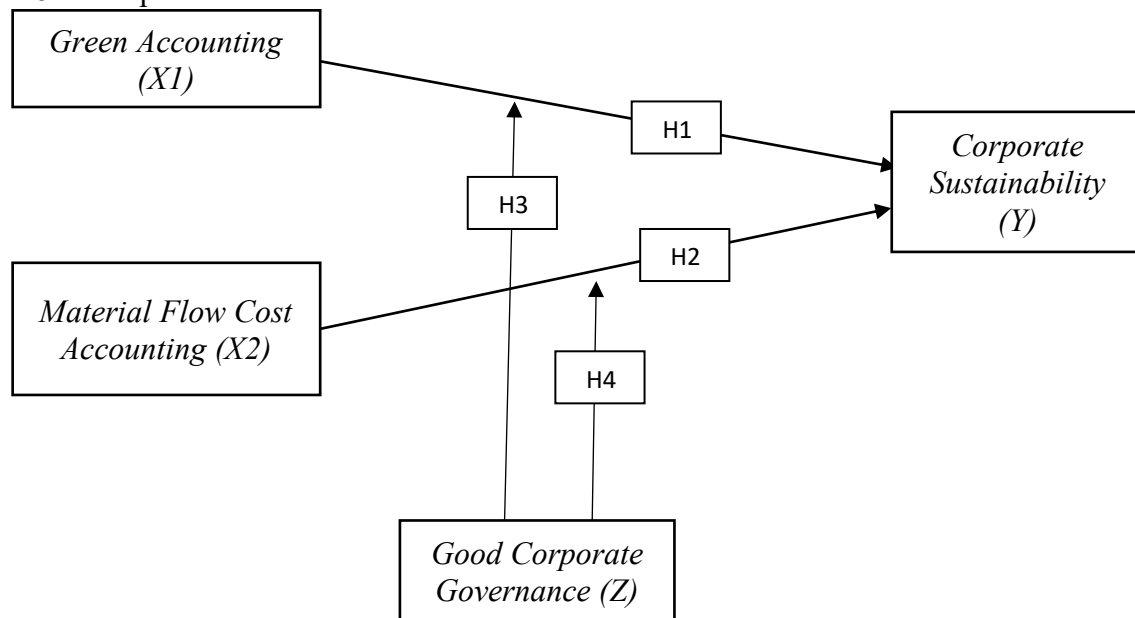 Green Accounting
(X1)
H1
Corporate
Sustainability
(Y)
H3
H2
Material Flow Cost
Accounting (X2)
H4
Good Corporate
Governance (Z)